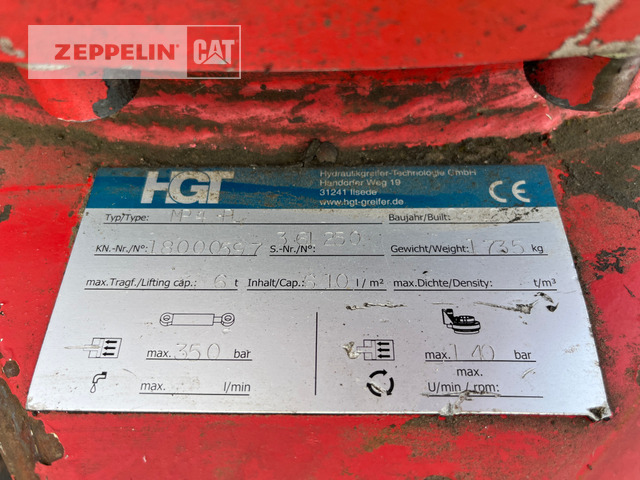 ZEPPELIN CAT
HGT
Hydraulikgreifer-Technologie GmbH
Handorfer Weg 19
31241 Ilsede
www.hgt-greifer.de
CE
Typ/Type:
Baujahr/Built:
KN.-Nr./N°: 18000397 S.-Nr./N°: Gewicht/Weight: 1735 kg
max.Tragf./Lifting cap.: 6 t Inhalt/Cap.: l / m² max.Dichte/Density: t/m³
max. 350 bar
max. 140 bar
max. l/min
max.
U/min / rpm: